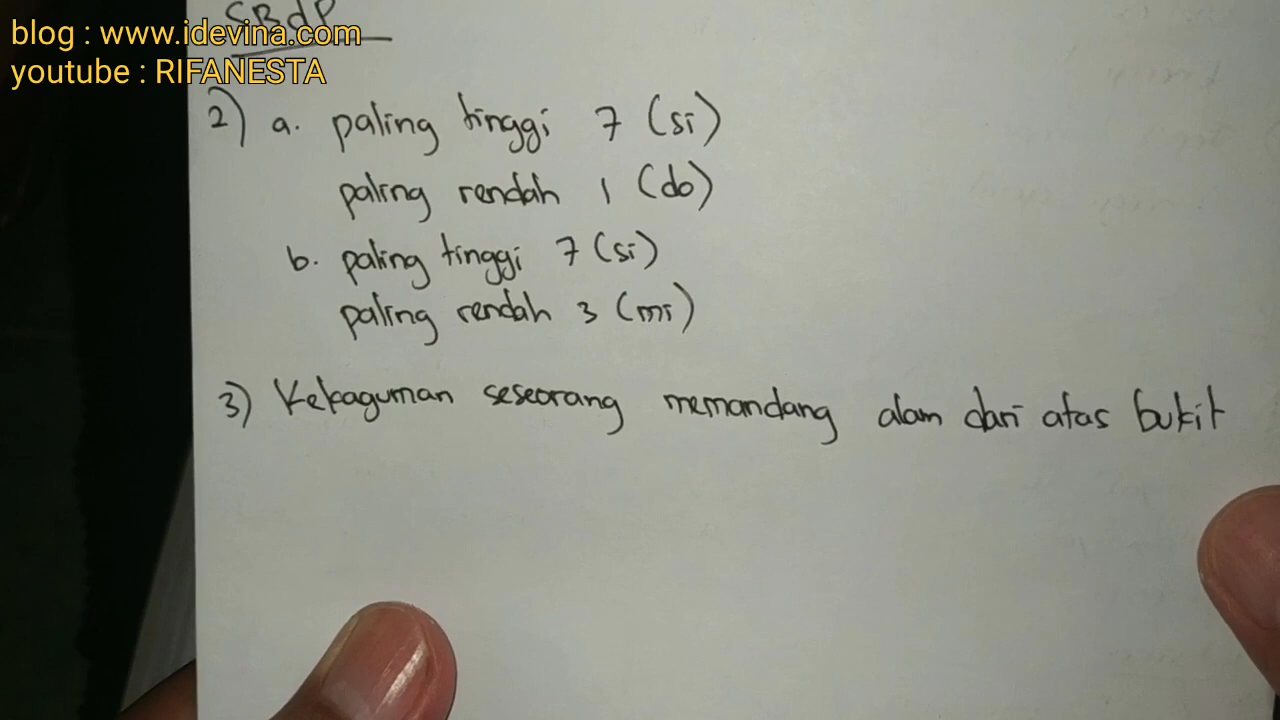 SBdP
blog : www.idevina.com
youtube : RIFANESTA
2) a. paling tinggi 7 (si)
paling rendah 1 (do)
b. paling tinggi 7 (si)
paling rendah 3 (mi)
3) Kekaguman seseorang memandang alam dari atas bukit